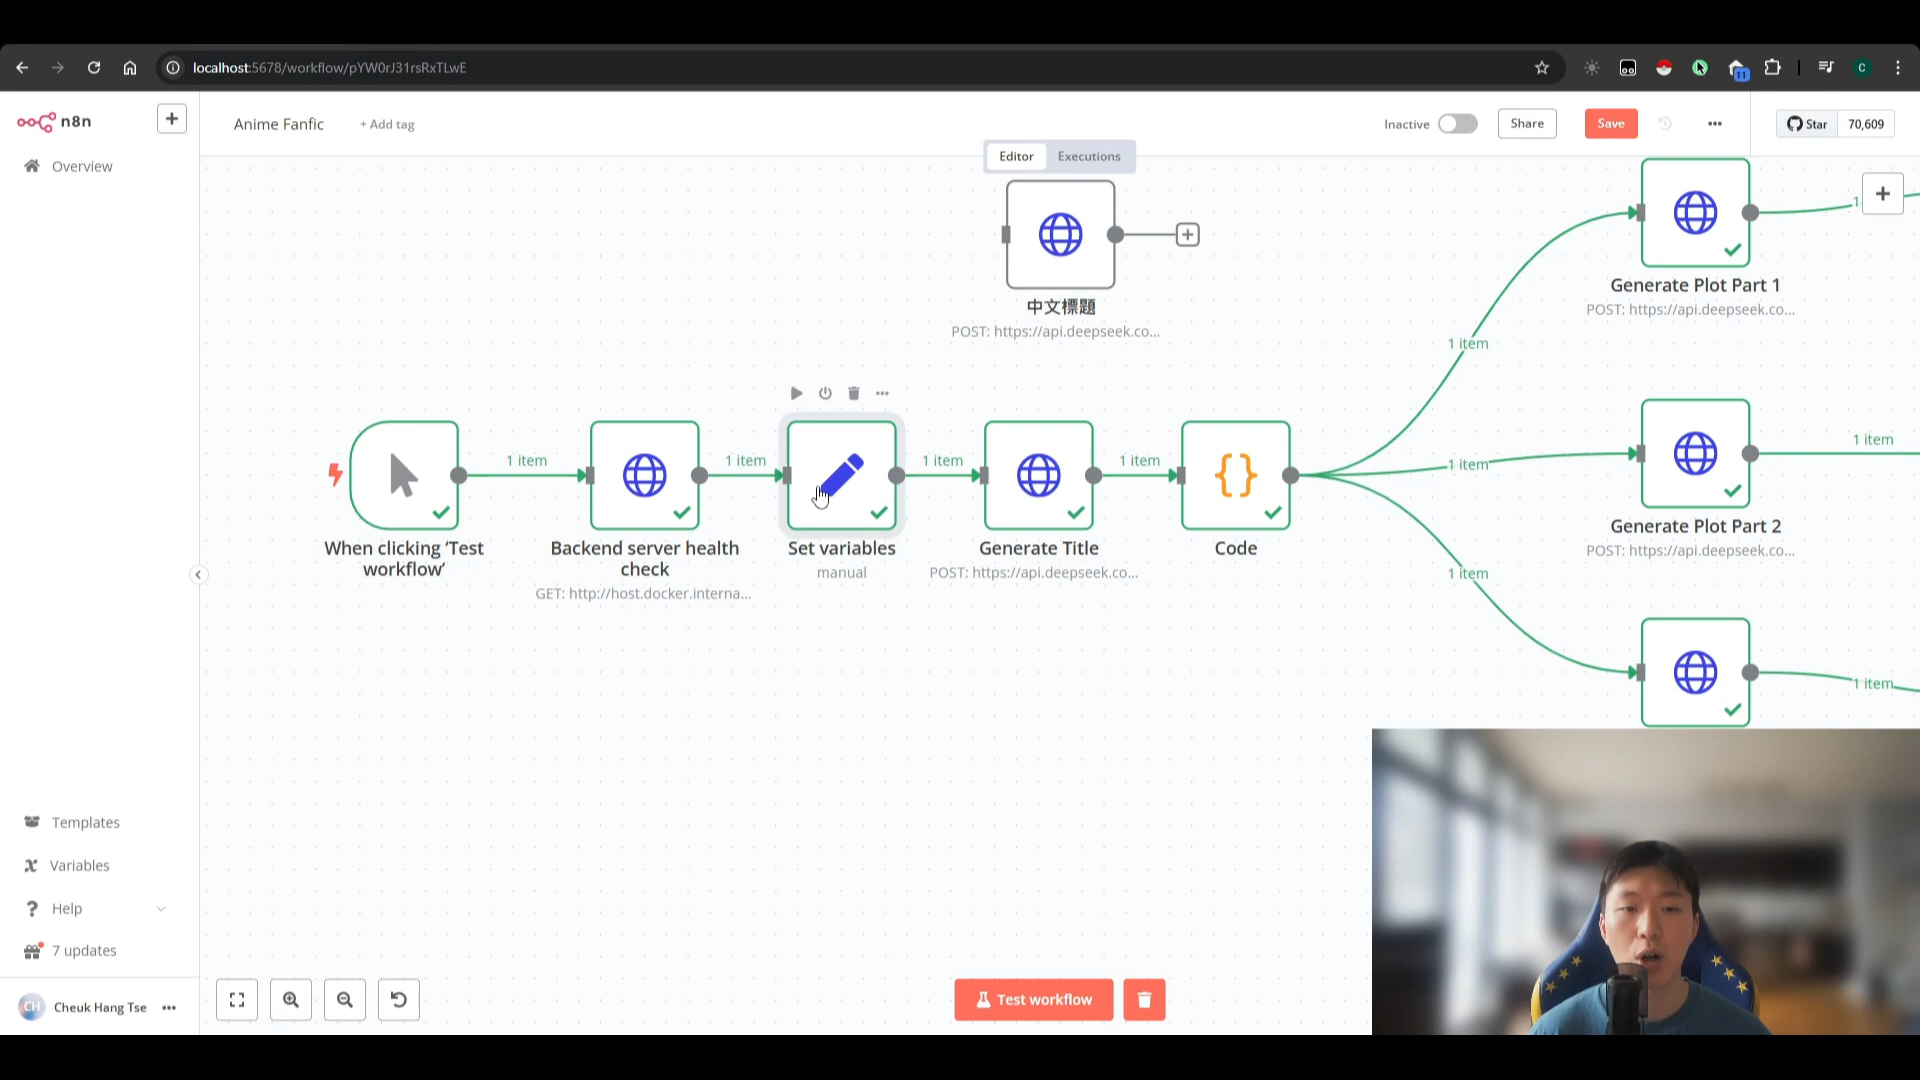 localhost:5678/workflow/pYW0rJ31rsRxTLwE
11
C
n8n
Anime Fanfic
+ Add tag
Inactive
Share
Save
Star
70,609
Overview
Editor
Executions
中文標題
POST: https://api.deepseek.co...
Generate Plot Part 1
POST: https://api.deepseek.co...
1
1 item
1 item
1 item
1 item
1 item
1 item
1 item
1 item
1 item
When clicking ‘Test
workflow’
Backend server health
check
GET: http://host.docker.interna...
Set variables
manual
Generate Title
POST: https://api.deepseek.co...
Code
Generate Plot Part 2
POST: https://api.deepseek.co...
Templates
Variables
Help
7 updates
CH
Cheuk Hang Tse
Test workflow